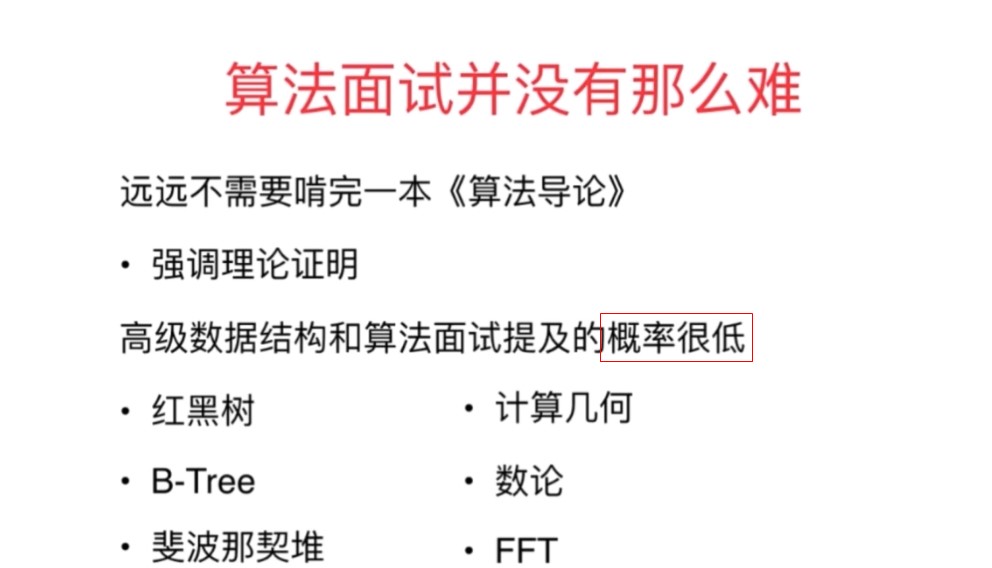 算法面试并没有那么难
远远不需要啃完一本《算法导论》
• 强调理论证明
高级数据结构和算法面试提及的概率很低
• 红黑树
• 计算几何
• B-Tree
• 数论
• 斐波那契堆
• FFT